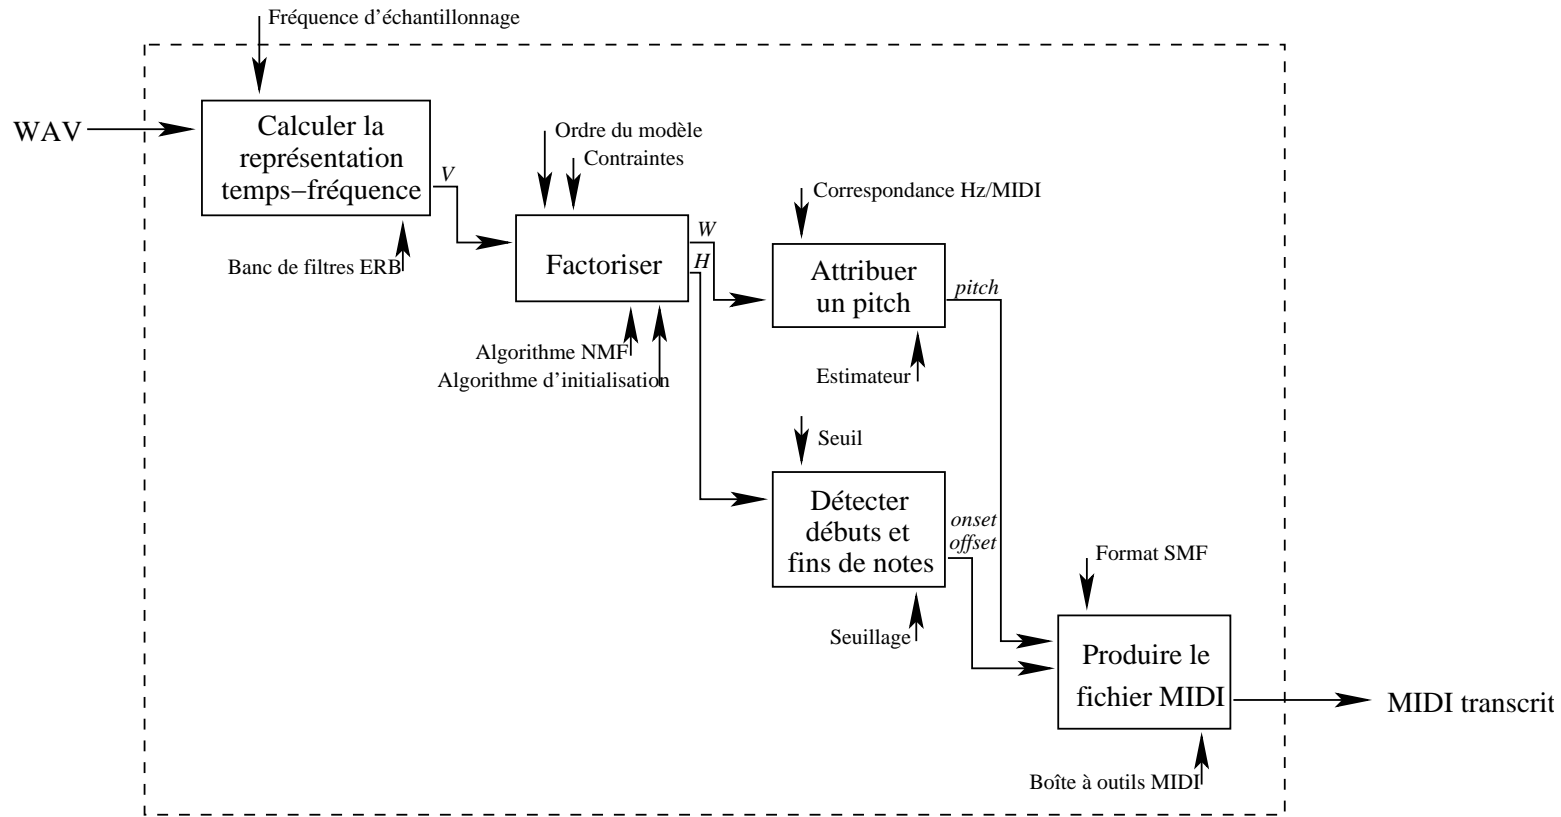 Fréquence d'échantillonnage
WAV
Calculer la
représentation
temps−fréquence
V
Banc de filtres ERB
Ordre du modèle
Contraintes
Factoriser
W
H
Algorithme NMF
Algorithme d'initialisation
Correspondance Hz/MIDI
Attribuer
un pitch
pitch
Estimateur
Seuil
Détecter
débuts et
fins de notes
onset
offset
Seuillage
Format SMF
Produire le
fichier MIDI
MIDI transcrit
Boîte à outils MIDI